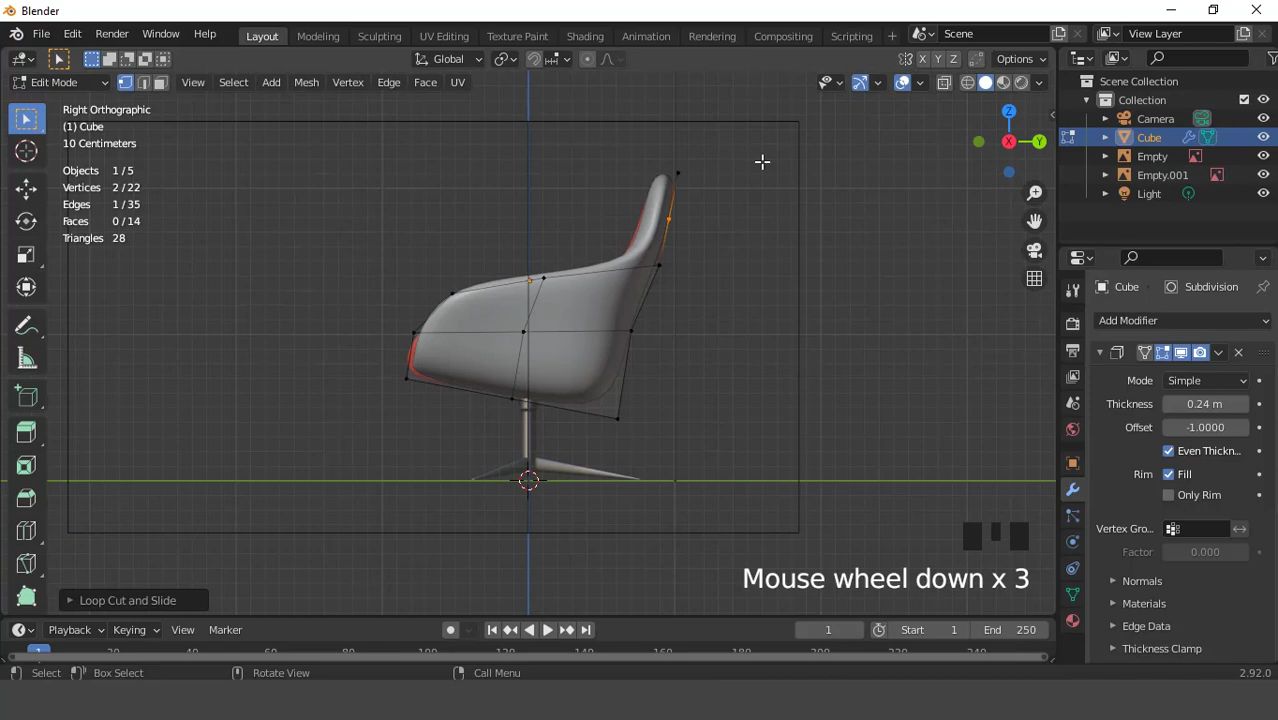 Blender
File Edit Render Window Help Layout Modeling Sculpting UV Editing Texture Paint Shading Animation Rendering Compositing Scripting + Scene View Layer
Global X Y Z Options
Edit Mode View Select Add Mesh Vertex Edge Face UV
Scene Collection
Collection
Camera
Cube
Empty
Empty.001
Light
Right Orthographic
(1) Cube
10 Centimeters
Objects 1/5
Vertices 2/22
Edges 1/35
Faces 0/14
Triangles 28
Z
X
Y
Cube Subdivision
Add Modifier
Mode Simple
Thickness 0.24 m
Offset -1.0000
Even Thickn...
Rim Fill
Only Rim
Vertex Gro...
Factor 0.000
Normals
Materials
Edge Data
Thickness Clamp
Mouse wheel down x 3
Loop Cut and Slide
Playback Keying View Marker 1 Start 1 End 250
1
Select Box Select Rotate View Call Menu 2.92.0